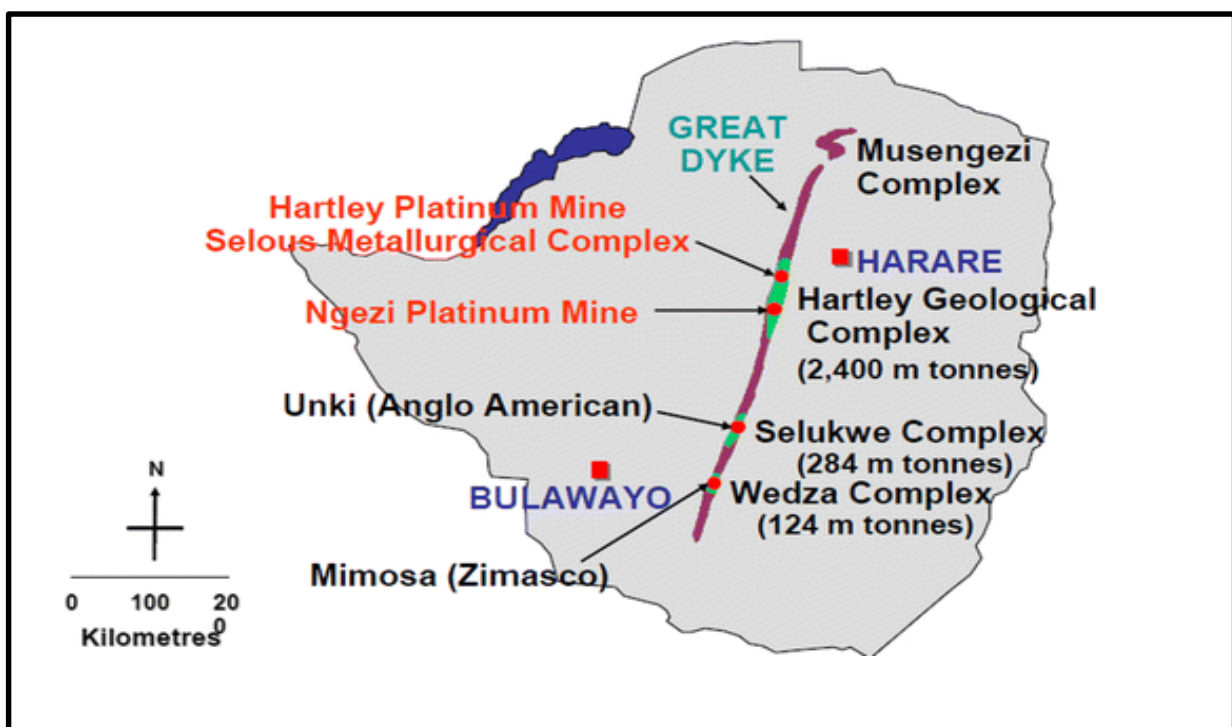 GREAT
DYKE
Musengezi
Complex
Hartley Platinum Mine
Selous Metallurgical Complex
HARARE
Ngezi Platinum Mine
Hartley Geological
Complex
(2,400 m tonnes)
Unki (Anglo American)
Selukwe Complex
(284 m tonnes)
BULAWAYO
Wedza Complex
(124 m tonnes)
Mimosa (Zimasco)
N
0 100 20
0
Kilometres